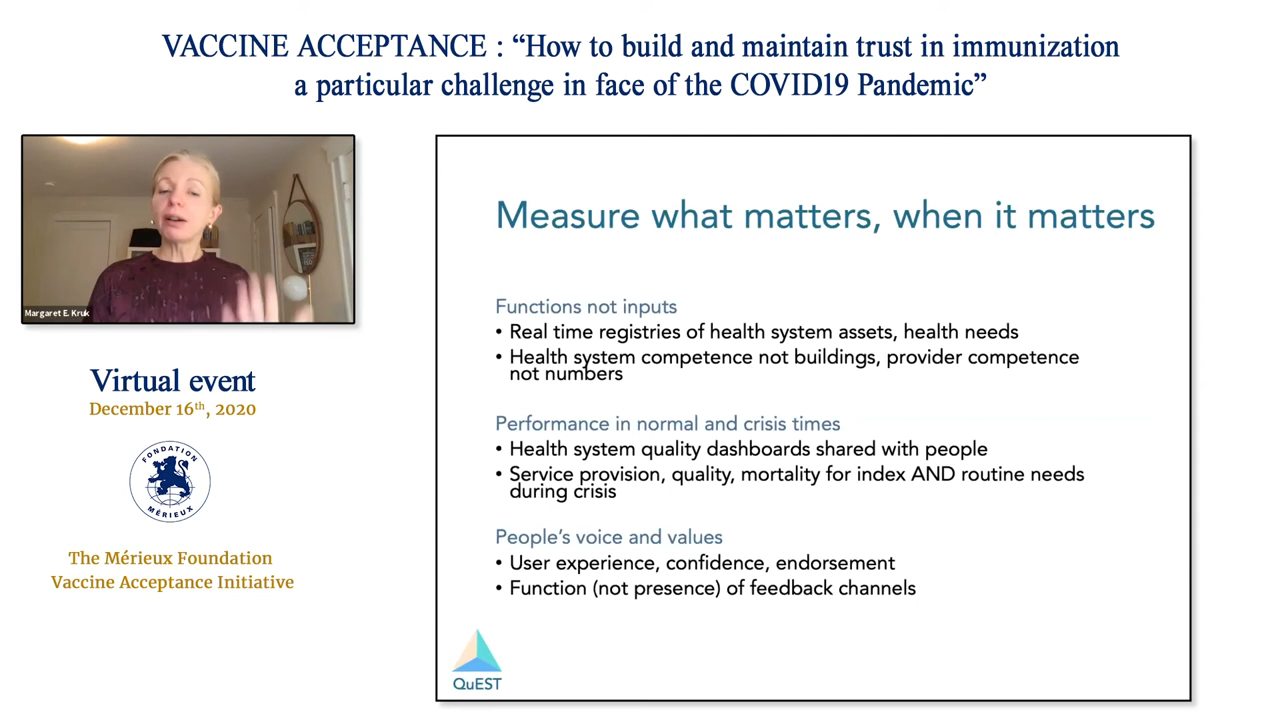 VACCINE ACCEPTANCE : “How to build and maintain trust in immunization
a particular challenge in face of the COVID19 Pandemic”
Margaret E. Kruk
Virtual event
December 16th, 2020
FONDATION
MÉRIEUX
The Mérieux Foundation
Vaccine Acceptance Initiative
Measure what matters, when it matters
Functions not inputs
• Real time registries of health system assets, health needs
• Health system competence not buildings, provider competence
not numbers
Performance in normal and crisis times
• Health system quality dashboards shared with people
• Service provision, quality, mortality for index AND routine needs
during crisis
People’s voice and values
• User experience, confidence, endorsement
• Function (not presence) of feedback channels
QuEST